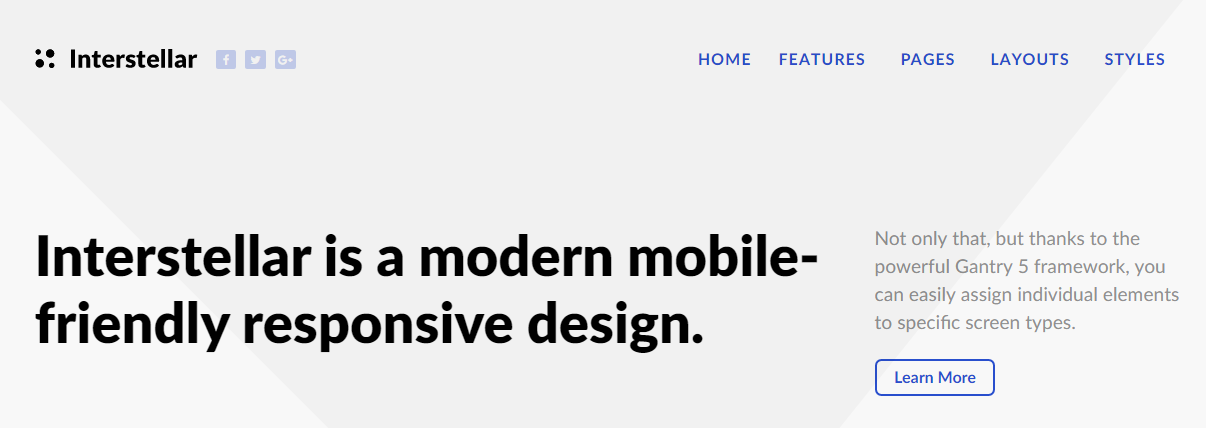 Interstellar
HOME FEATURES PAGES LAYOUTS STYLES
Interstellar is a modern mobile-
friendly responsive design.
Not only that, but thanks to the
powerful Gantry 5 framework, you
can easily assign individual elements
to specific screen types.
Learn More